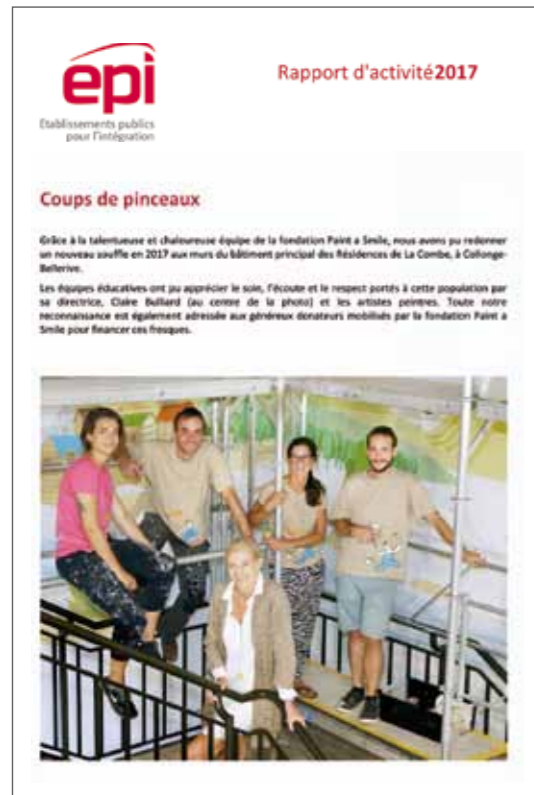 epi
Etablissements publics
pour l'intégration
Rapport d'activité2017
Coups de pinceaux
Grâce à la talentueuse et chaleureuse équipe de la fondation Paint a Smile, nous avons pu redonner
un nouveau souffle en 2017 aux murs du bâtiment principal des Résidences de La Combe, à Collonge-
Bellerive.
Les équipes éducatives ont pu apprécier le soin, l'écoute et le respect portés à cette population par
sa directrice, Claire Bulliard (au centre de la photo) et les artistes peintres. Toute notre
reconnaissance est également adressée aux généreux donateurs mobilisés par la fondation Paint a
Smile pour financer ces fresques.